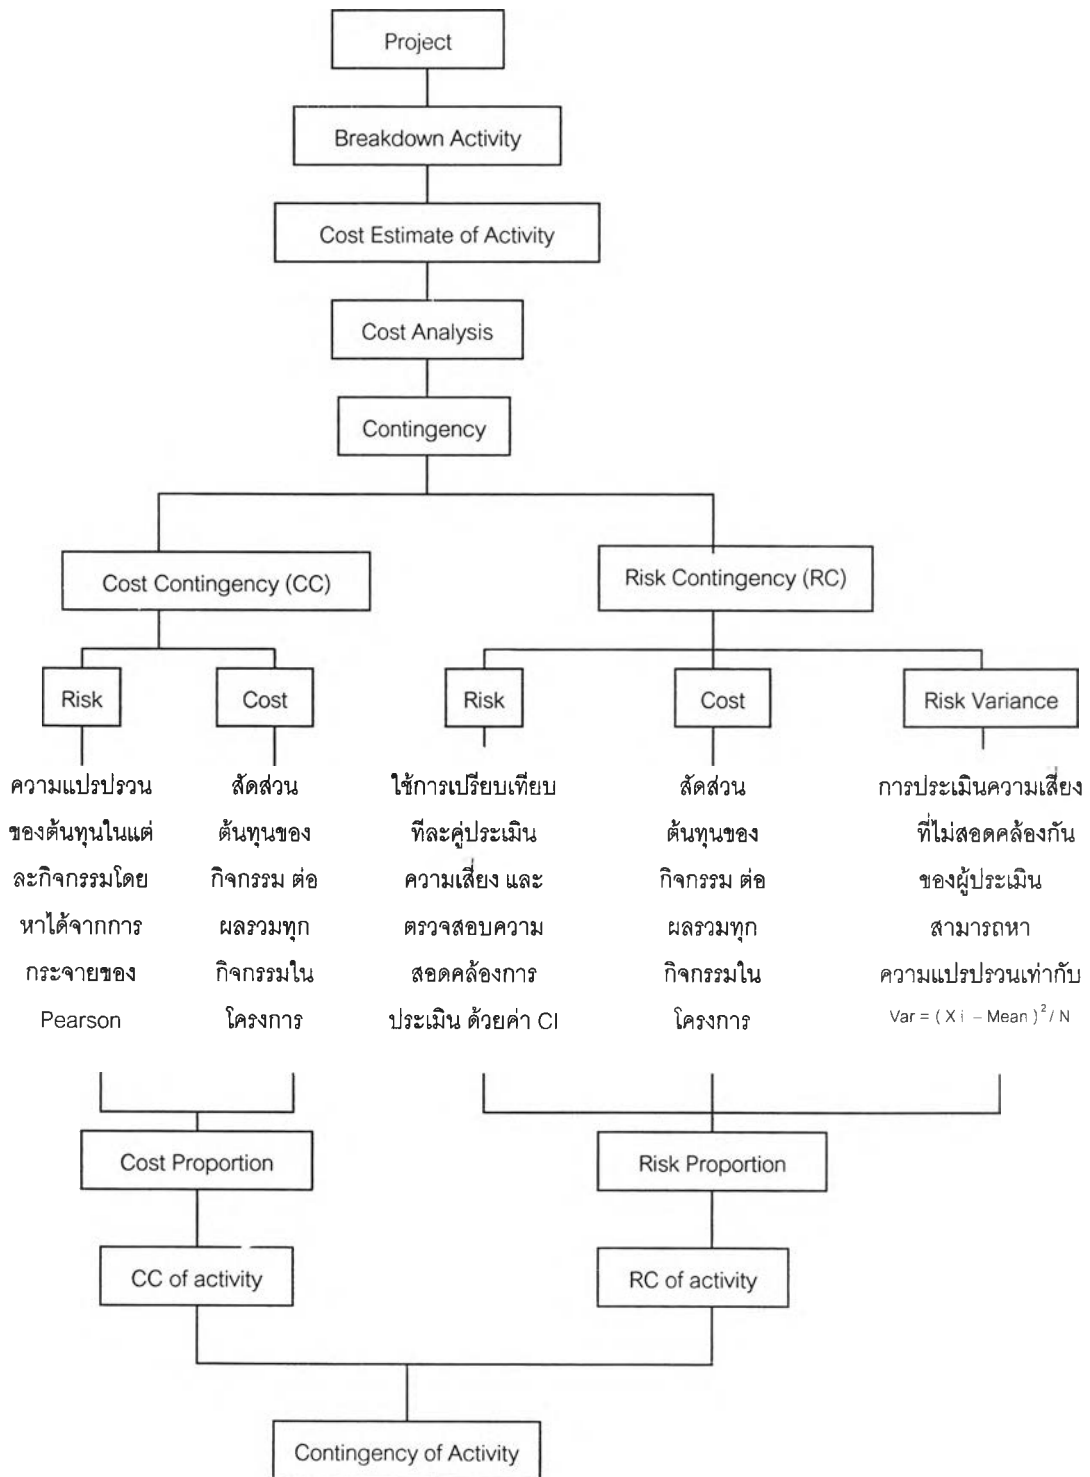 Project
Breakdown Activity
Cost Estimate of Activity
Cost Analysis
Contingency
Cost Contingency (CC)
Risk Contingency (RC)
Risk
Cost
Risk
Cost
Risk Variance
ความแปรปรวน
ของต้นทุนในแต่
ละกิจกรรมโดย
หาได้จากการ
กระจายของ
Pearson
สัดส่วน
ต้นทุนของ
กิจกรรม ต่อ
ผลรวมทุก
กิจกรรมใน
โครงการ
ใช้การเปรียบเทียบ
ทีละคู่ประเมิน
ความเสี่ยง และ
ตรวจสอบความ
สอดคล้องการ
ประเมิน ด้วยค่า CI
สัดส่วน
ต้นทุนของ
กิจกรรม ต่อ
ผลรวมทุก
กิจกรรมใน
โครงการ
การประเมินความเสี่ยง
ที่ไม่สอดคล้องกัน
ของผู้ประเมิน
สามารถหา
ความแปรปรวนเท่ากับ
Var = ( X i – Mean )² / N
Cost Proportion
Risk Proportion
CC of activity
RC of activity
Contingency of Activity